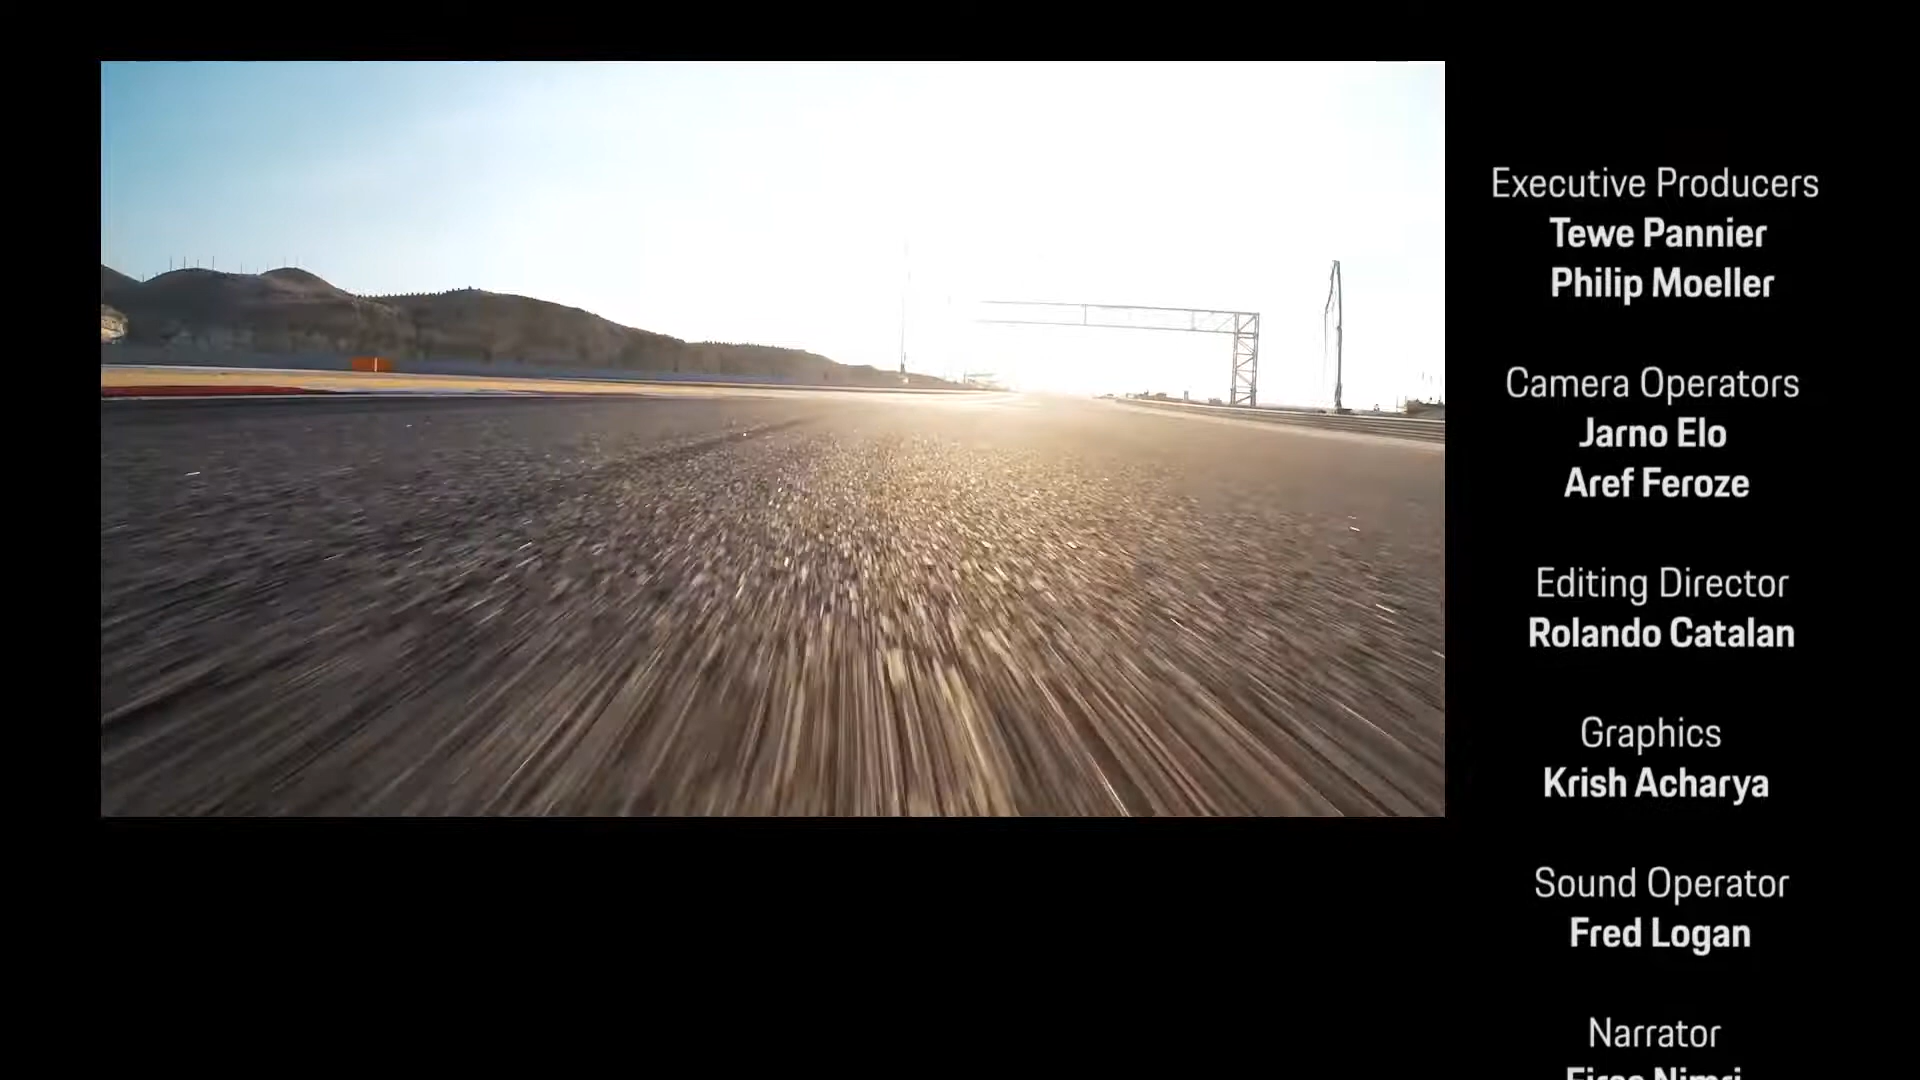 Executive Producers
Tewe Pannier
Philip Moeller
Camera Operators
Jarno Elo
Aref Feroze
Editing Director
Rolando Catalan
Graphics
Krish Acharya
Sound Operator
Fred Logan
Narrator